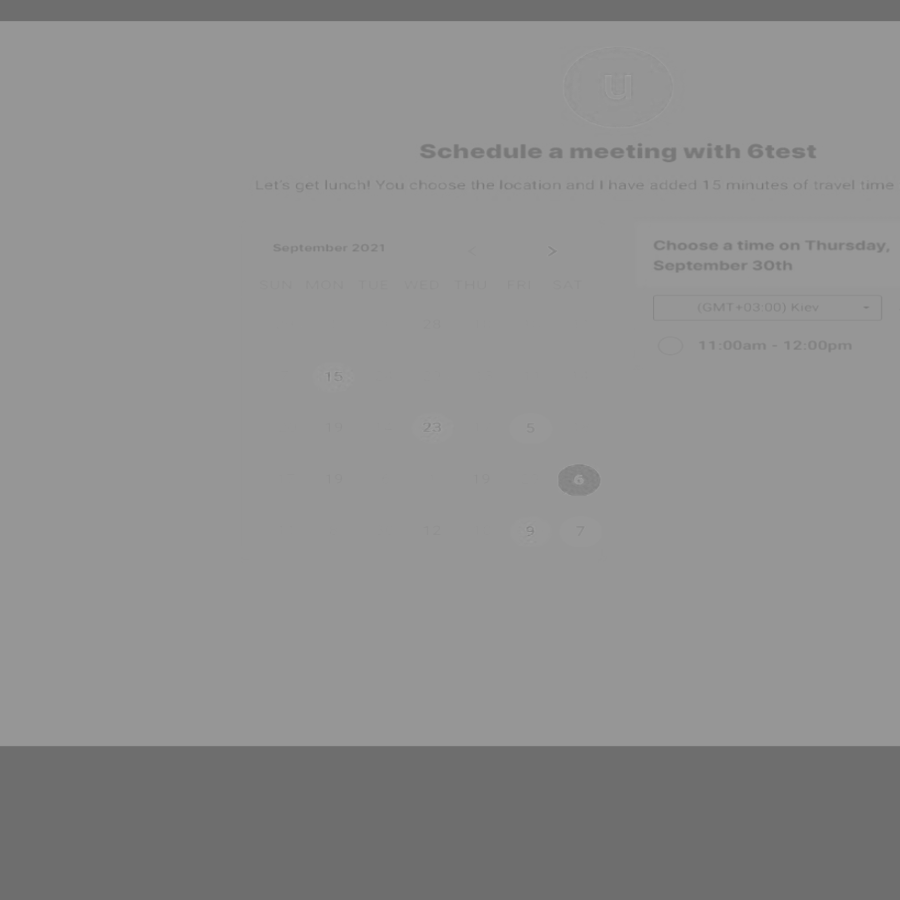 u
Schedule a meeting with 6test
Let's get lunch! You choose the location and I have added 15 minutes of travel time
September 2021 < >
SUN MON TUE WED THU FRI SAT
15
23 5
19 19 6
12 9 7
Choose a time on Thursday,
September 30th
(GMT+03:00) Kiev
11:00am - 12:00pm